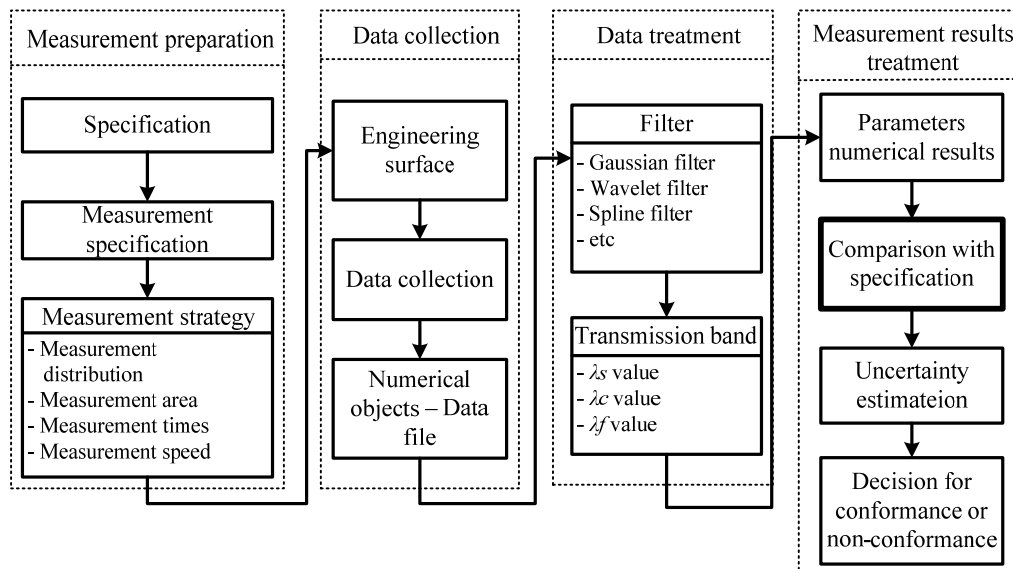 Measurement preparation
Specification
Measurement
specification
Measurement strategy
- Measurement
distribution
- Measurement area
- Measurement times
- Measurement speed
Data collection
Engineering
surface
Data collection
Numerical
objects – Data
file
Data treatment
Filter
- Gaussian filter
- Wavelet filter
- Spline filter
- etc
Transmission band
- λs value
- λc value
- λf value
Measurement results
treatment
Parameters
numerical results
Comparison with
specification
Uncertainty
estimateion
Decision for
conformance or
non-conformance